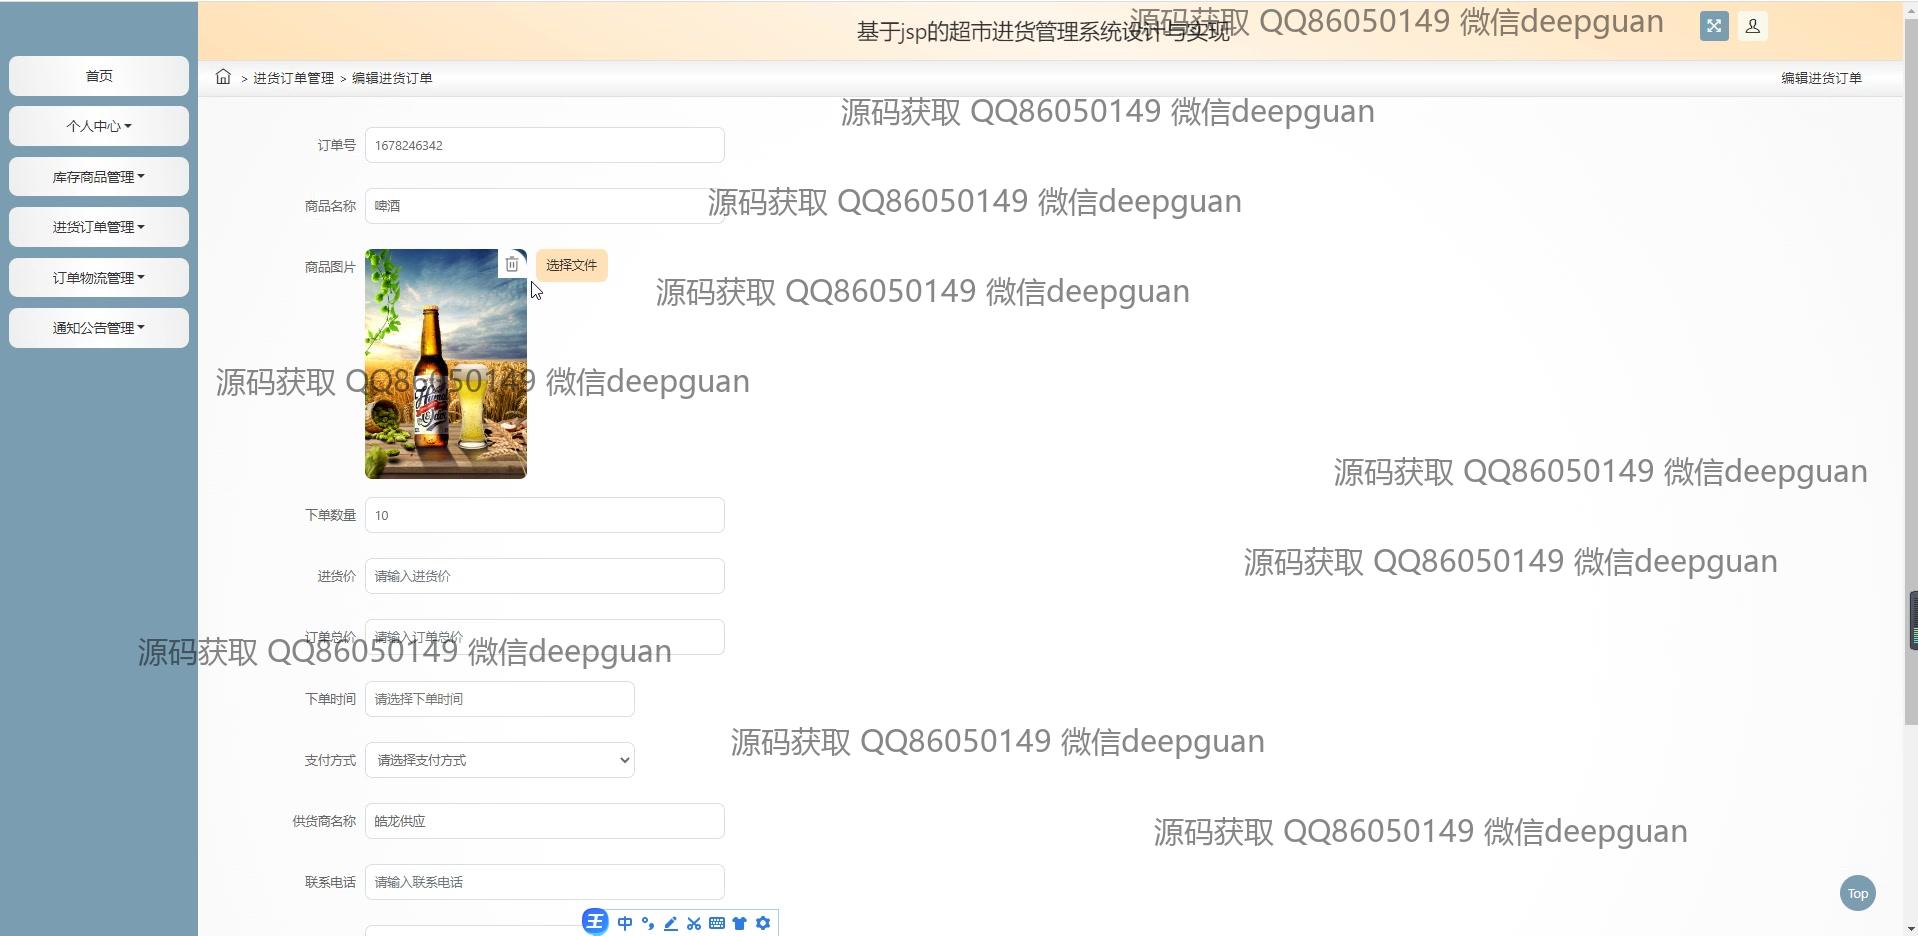 基于jsp的超市进货管理系统设计与实现
源码获取 QQ86050149 微信deepguan
首页
个人中心
库存商品管理
进货订单管理
订单物流管理
通知公告管理
> 进货订单管理 > 编辑进货订单
编辑进货订单
源码获取 QQ86050149 微信deepguan
订单号 1678246342
商品名称 啤酒
源码获取 QQ86050149 微信deepguan
商品图片
选择文件
源码获取 QQ86050149 微信deepguan
源码获取 QQ86050149 微信deepguan
源码获取 QQ86050149 微信deepguan
下单数量 10
源码获取 QQ86050149 微信deepguan
进货价 请输入进货价
订单总价 请输入订单总价
源码获取 QQ86050149 微信deepguan
下单时间 请选择下单时间
源码获取 QQ86050149 微信deepguan
支付方式 请选择支付方式
供货商名称 皓龙供应
源码获取 QQ86050149 微信deepguan
联系电话 请输入联系电话
Top
王 中